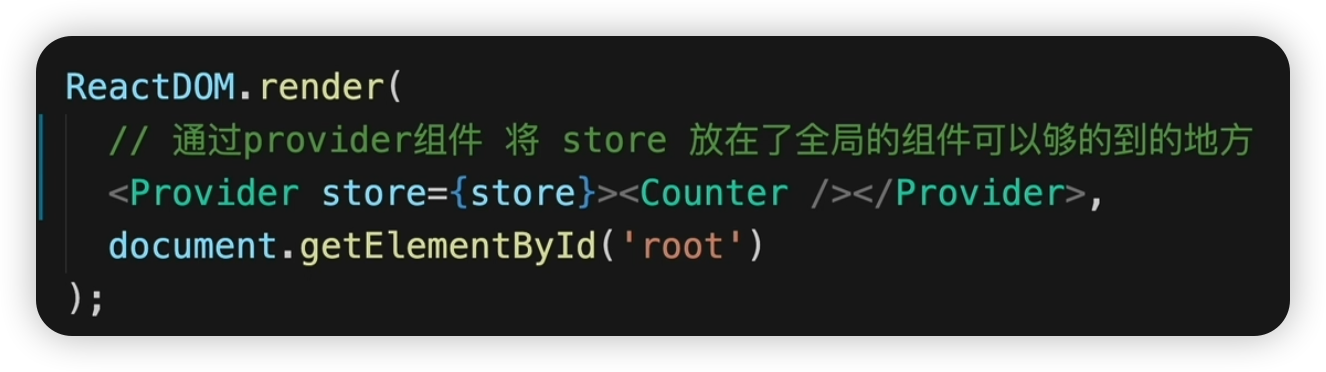 ReactDOM.render(
// 通过provider组件 将 store 放在了全局的组件可以够的到的地方
<Provider store={store}><Counter /></Provider>,
document.getElementById('root')
);